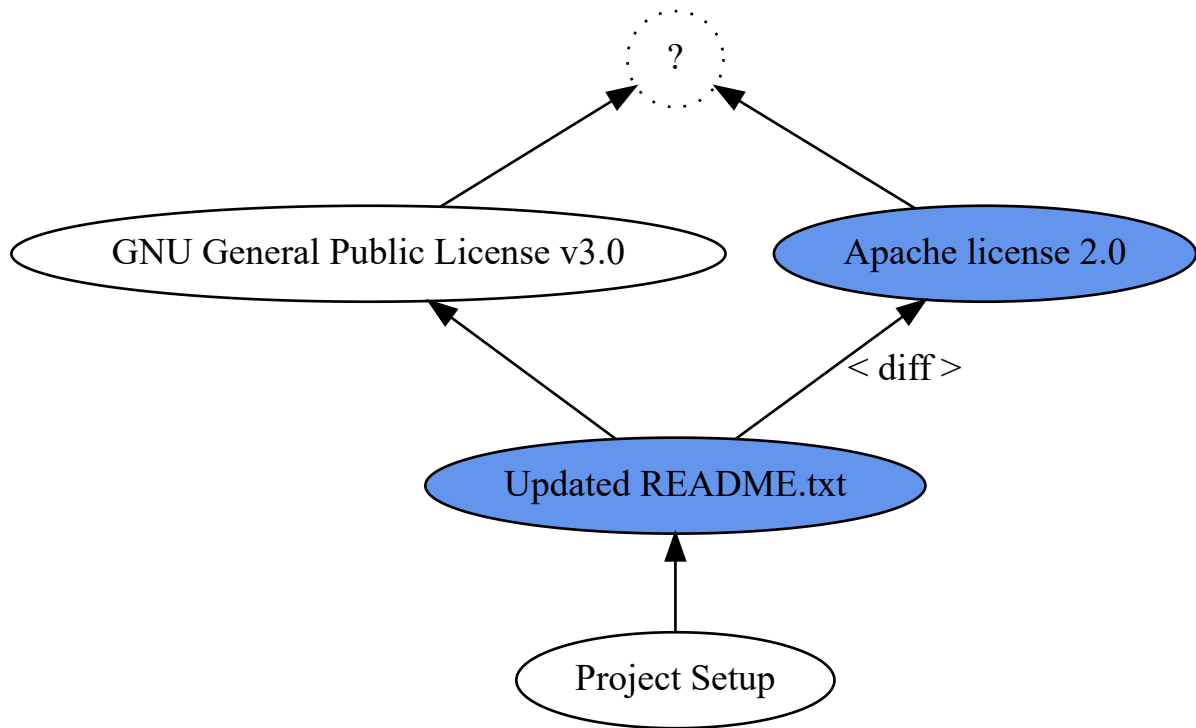 ?
GNU General Public License v3.0
Apache license 2.0
< diff >
Updated README.txt
Project Setup